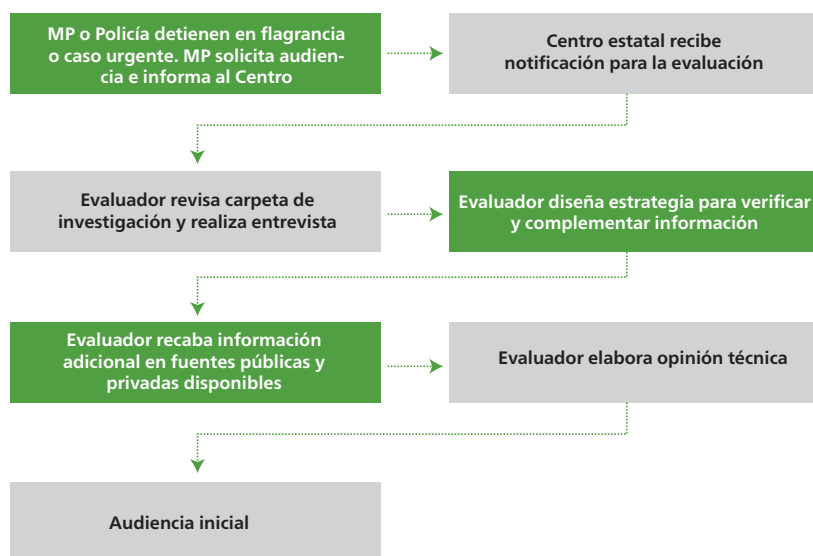 MP o Policía detienen en flagrancia
o caso urgente. MP solicita audien-
cia e informa al Centro
Centro estatal recibe
notificación para la evaluación
Evaluador revisa carpeta de
investigación y realiza entrevista
Evaluador diseña estrategia para verificar
y complementar información
Evaluador recaba información
adicional en fuentes públicas y
privadas disponibles
Evaluador elabora opinión técnica
Audiencia inicial